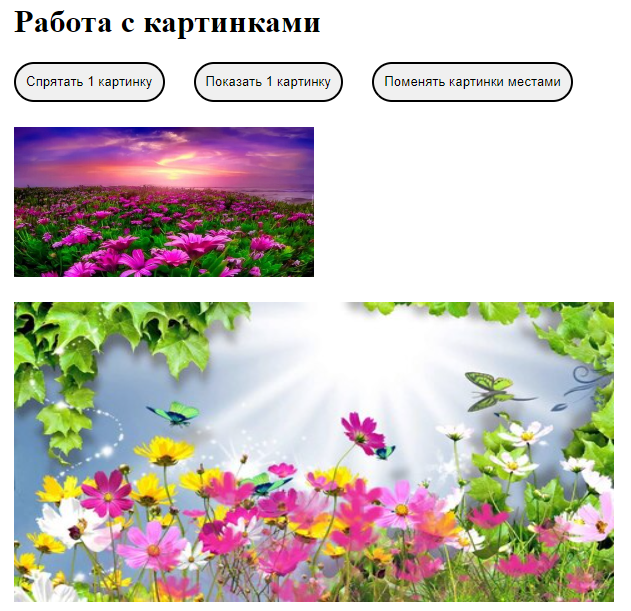 Работа с картинками
Спрятать 1 картинку
Показать 1 картинку
Поменять картинки местами